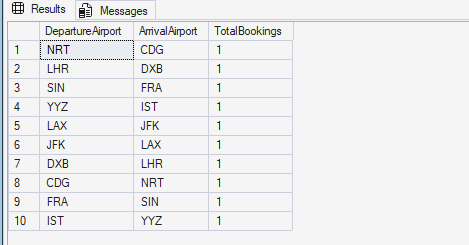 Results Messages
DepartureAirport ArrivalAirport TotalBookings
1 NRT CDG 1
2 LHR DXB 1
3 SIN FRA 1
4 YYZ IST 1
5 LAX JFK 1
6 JFK LAX 1
7 DXB LHR 1
8 CDG NRT 1
9 FRA SIN 1
10 IST YYZ 1